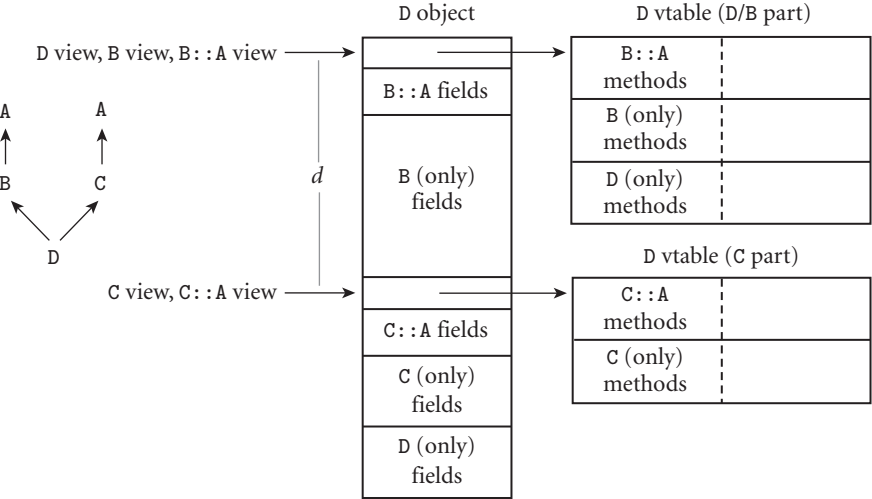 D object
D vtable (D/B part)
D view, B view, B::A view
B::A
methods
B::A fields
A
A
B (only)
methods
B (only)
fields
d
D (only)
methods
B
C
D
D vtable (C part)
C view, C::A view
C::A
methods
C::A fields
C (only)
methods
C (only)
fields
D (only)
fields